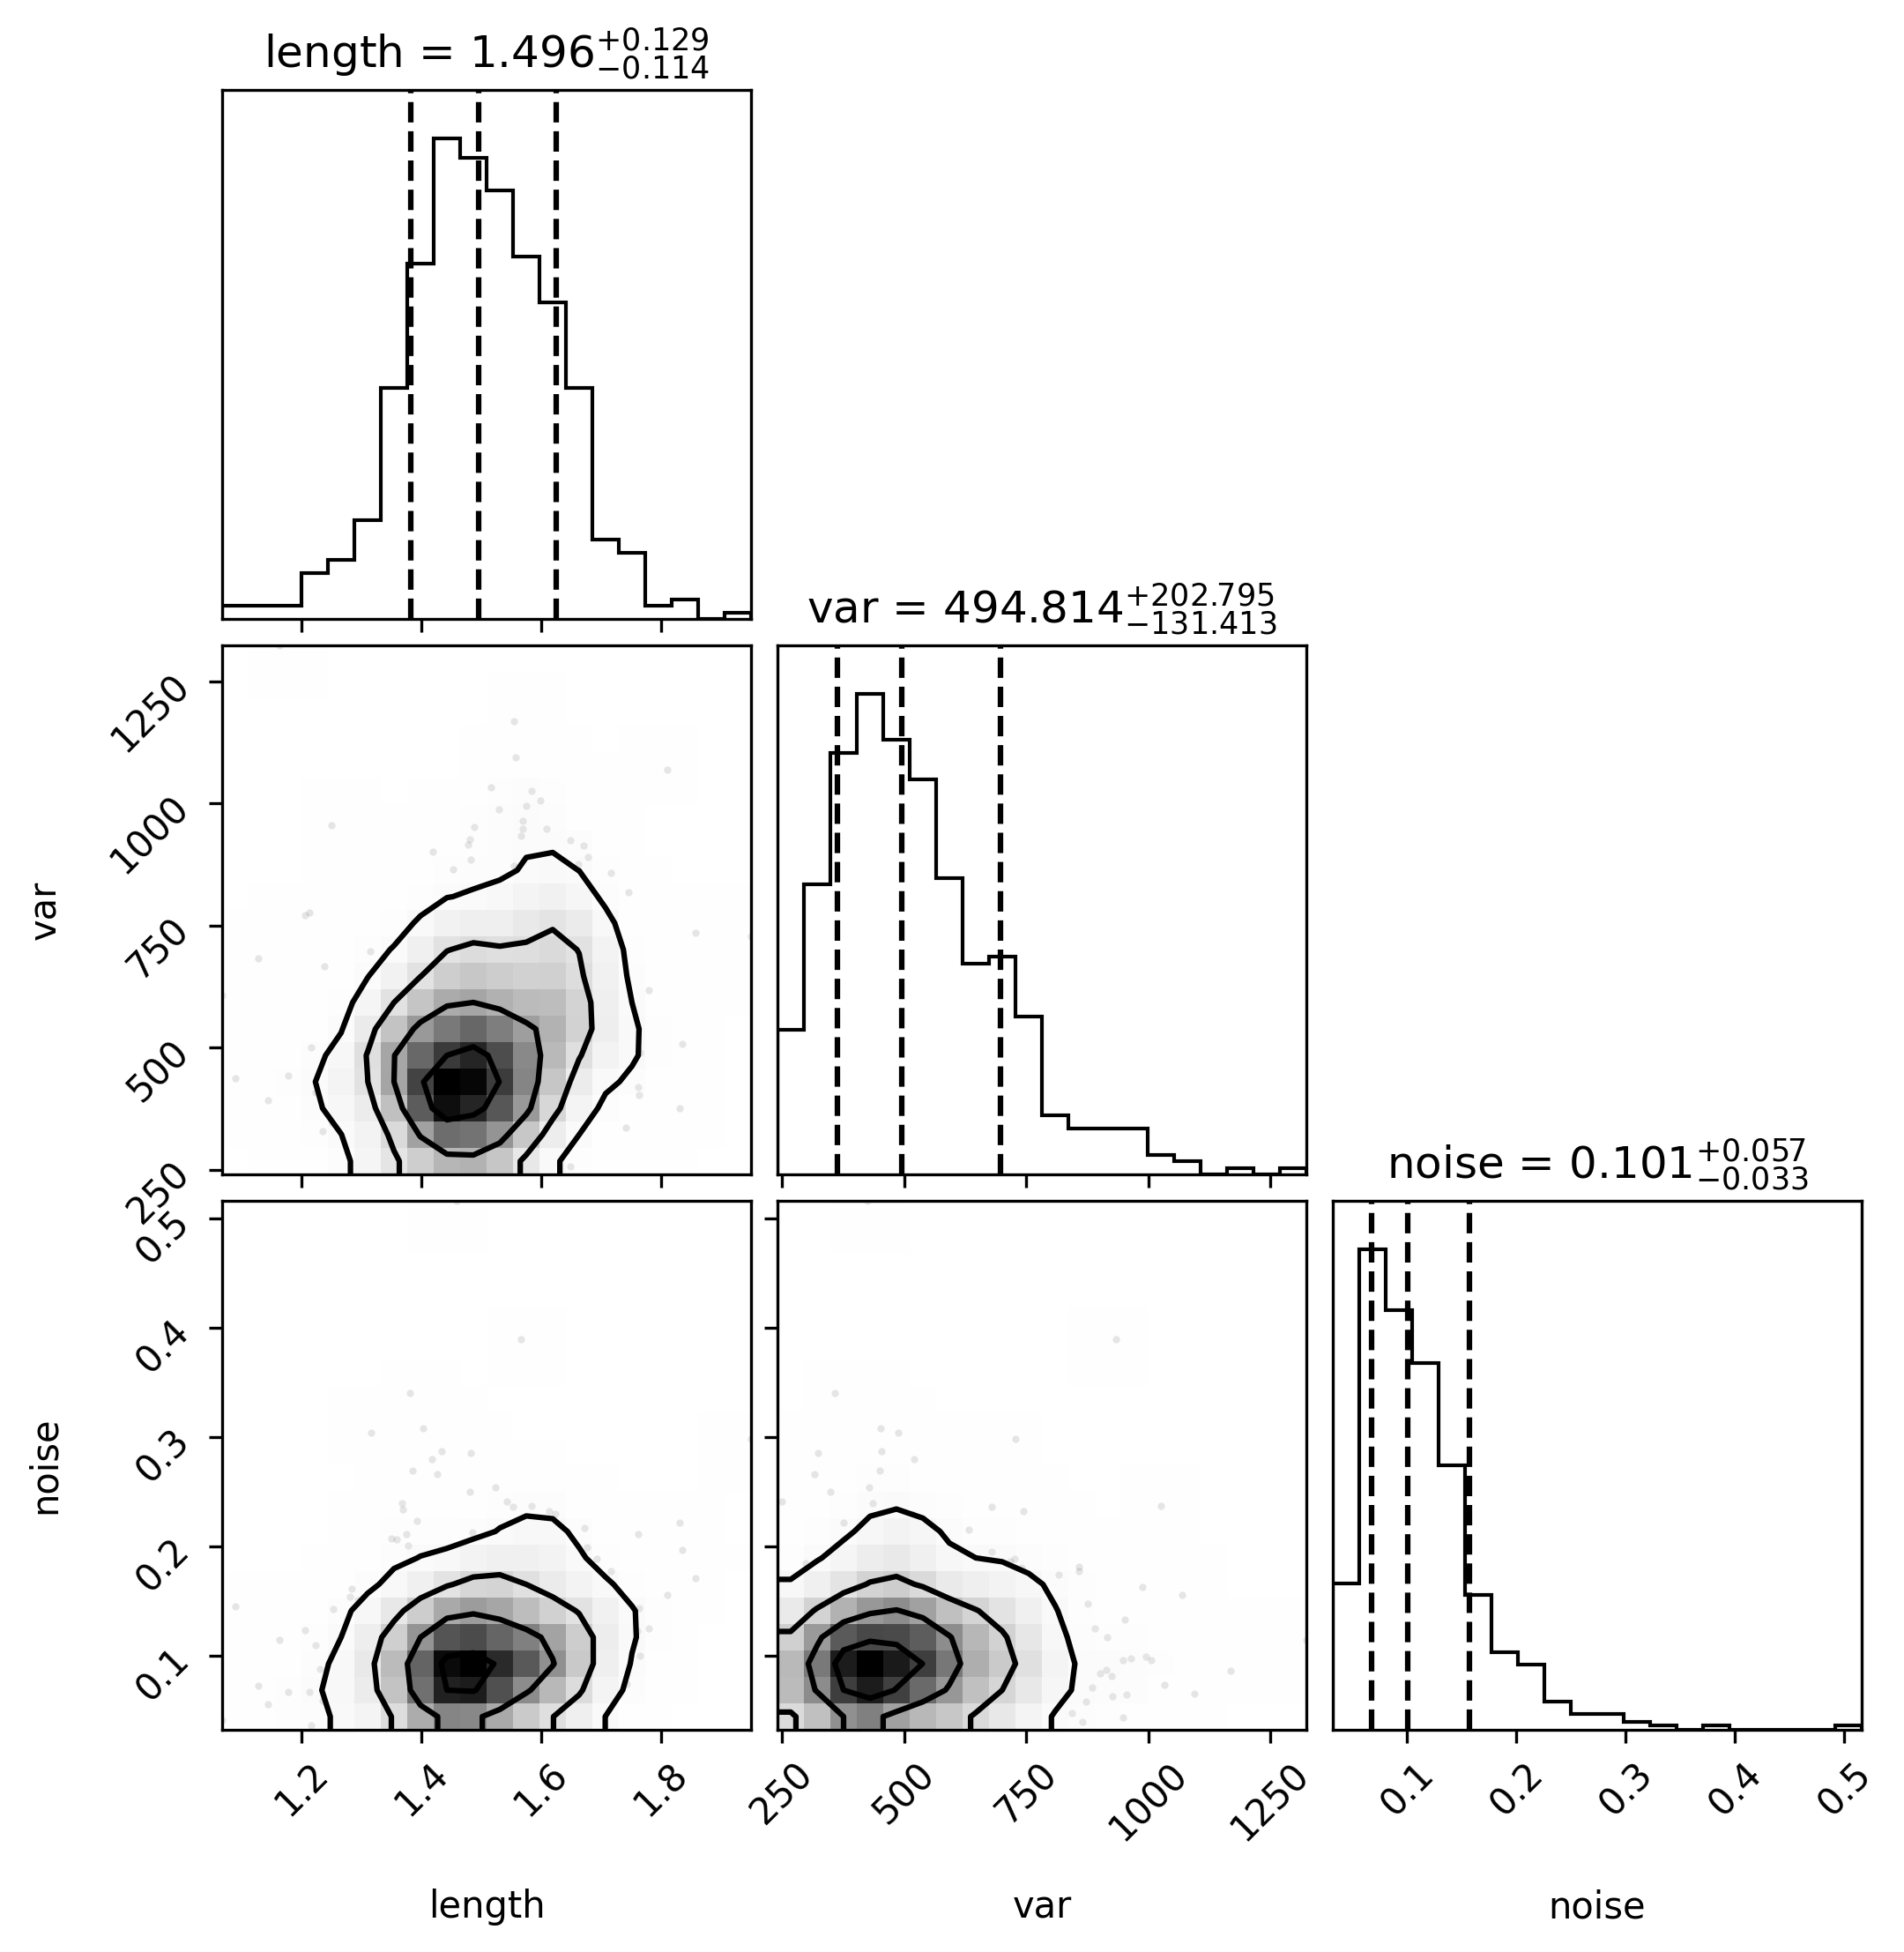 length = 1.496+0.129−0.114
var = 494.814+202.795−131.413
1250
1000
750
500
250
var
noise = 0.101+0.057−0.033
0.5
0.4
0.3
0.2
0.1
noise
1.2 1.4 1.6 1.8 250 500 750 1000 1250 0.1 0.2 0.3 0.4 0.5
length var noise